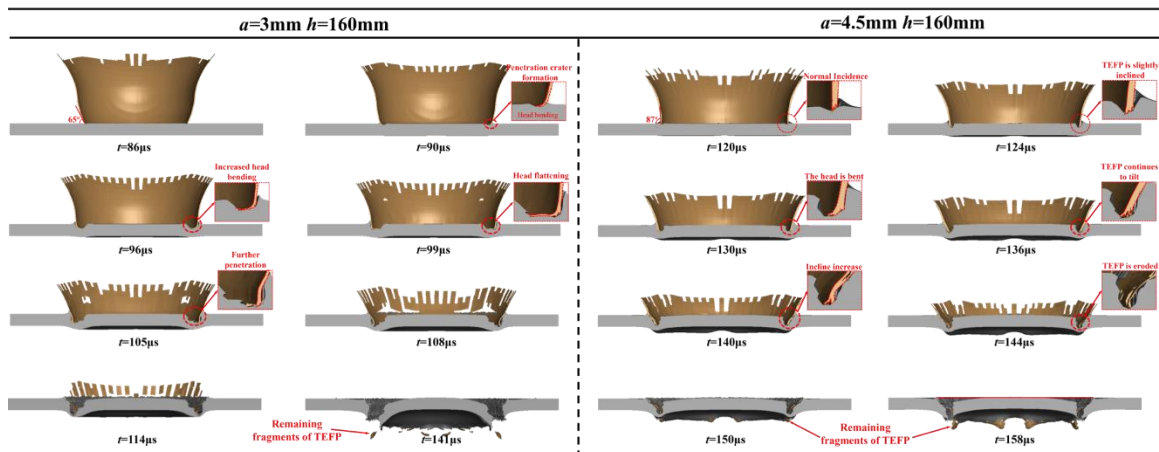 a=3mm h=160mm
a=4.5mm h=160mm
65°
t=86μs
Penetration crater
formation
Head bending
t=90μs
87°
t=120μs
Normal Incidence
TEFP is slightly
inclined
t=124μs
Increased head
bending
t=96μs
Head flattening
t=99μs
The head is bent
t=130μs
TEFP continues
to tilt
t=136μs
Further
penetration
t=105μs
t=108μs
Incline increase
t=140μs
TEFP is eroded
t=144μs
t=114μs
Remaining
fragments of TEFP
t=141μs
t=150μs
Remaining
fragments of TEFP
t=158μs